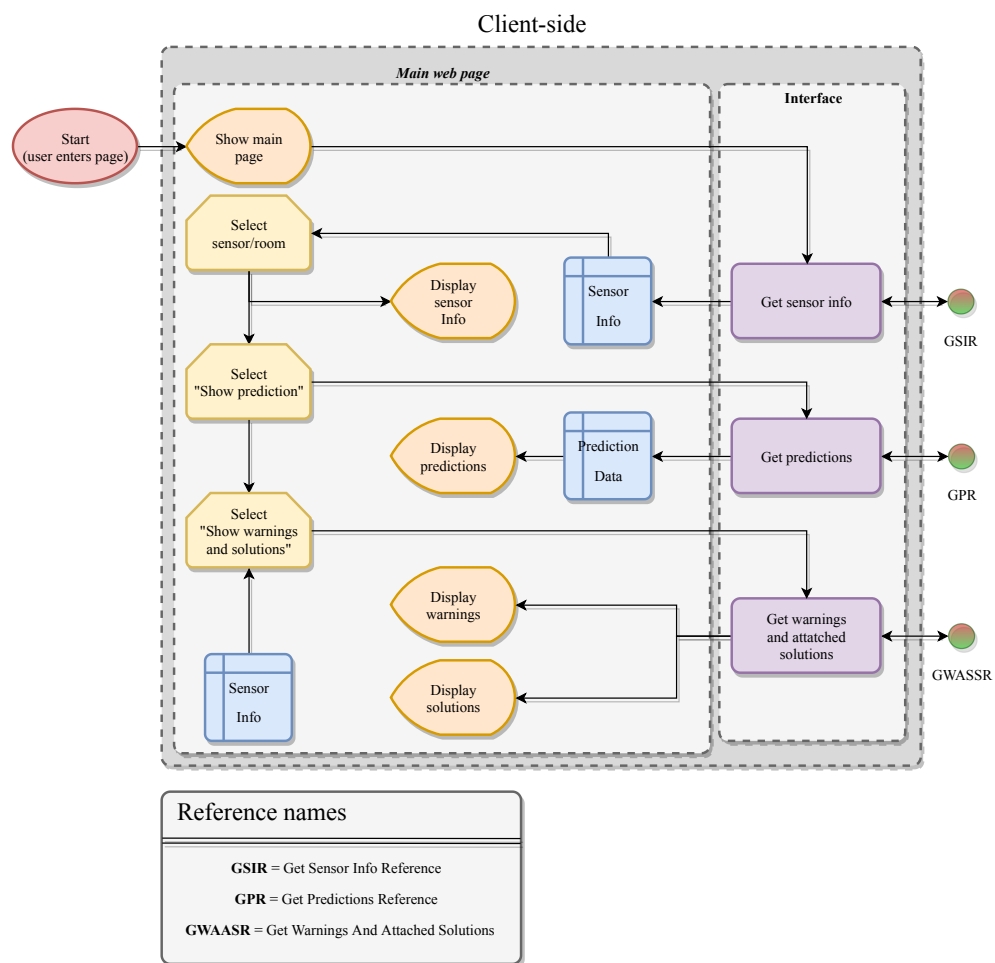 Client-side
Main web page
Interface
Start
(user enters page)
Show main
page
Select
sensor/room
Display
sensor
Info
Sensor
Info
Get sensor info
GSIR
Select
"Show prediction"
Display
predictions
Prediction
Data
Get predictions
GPR
Select
"Show warnings
and solutions"
Display
warnings
Get warnings
and attatched
solutions
GWASSR
Sensor
Info
Display
solutions
Reference names
GSIR = Get Sensor Info Reference
GPR = Get Predictions Reference
GWAASR = Get Warnings And Attached Solutions